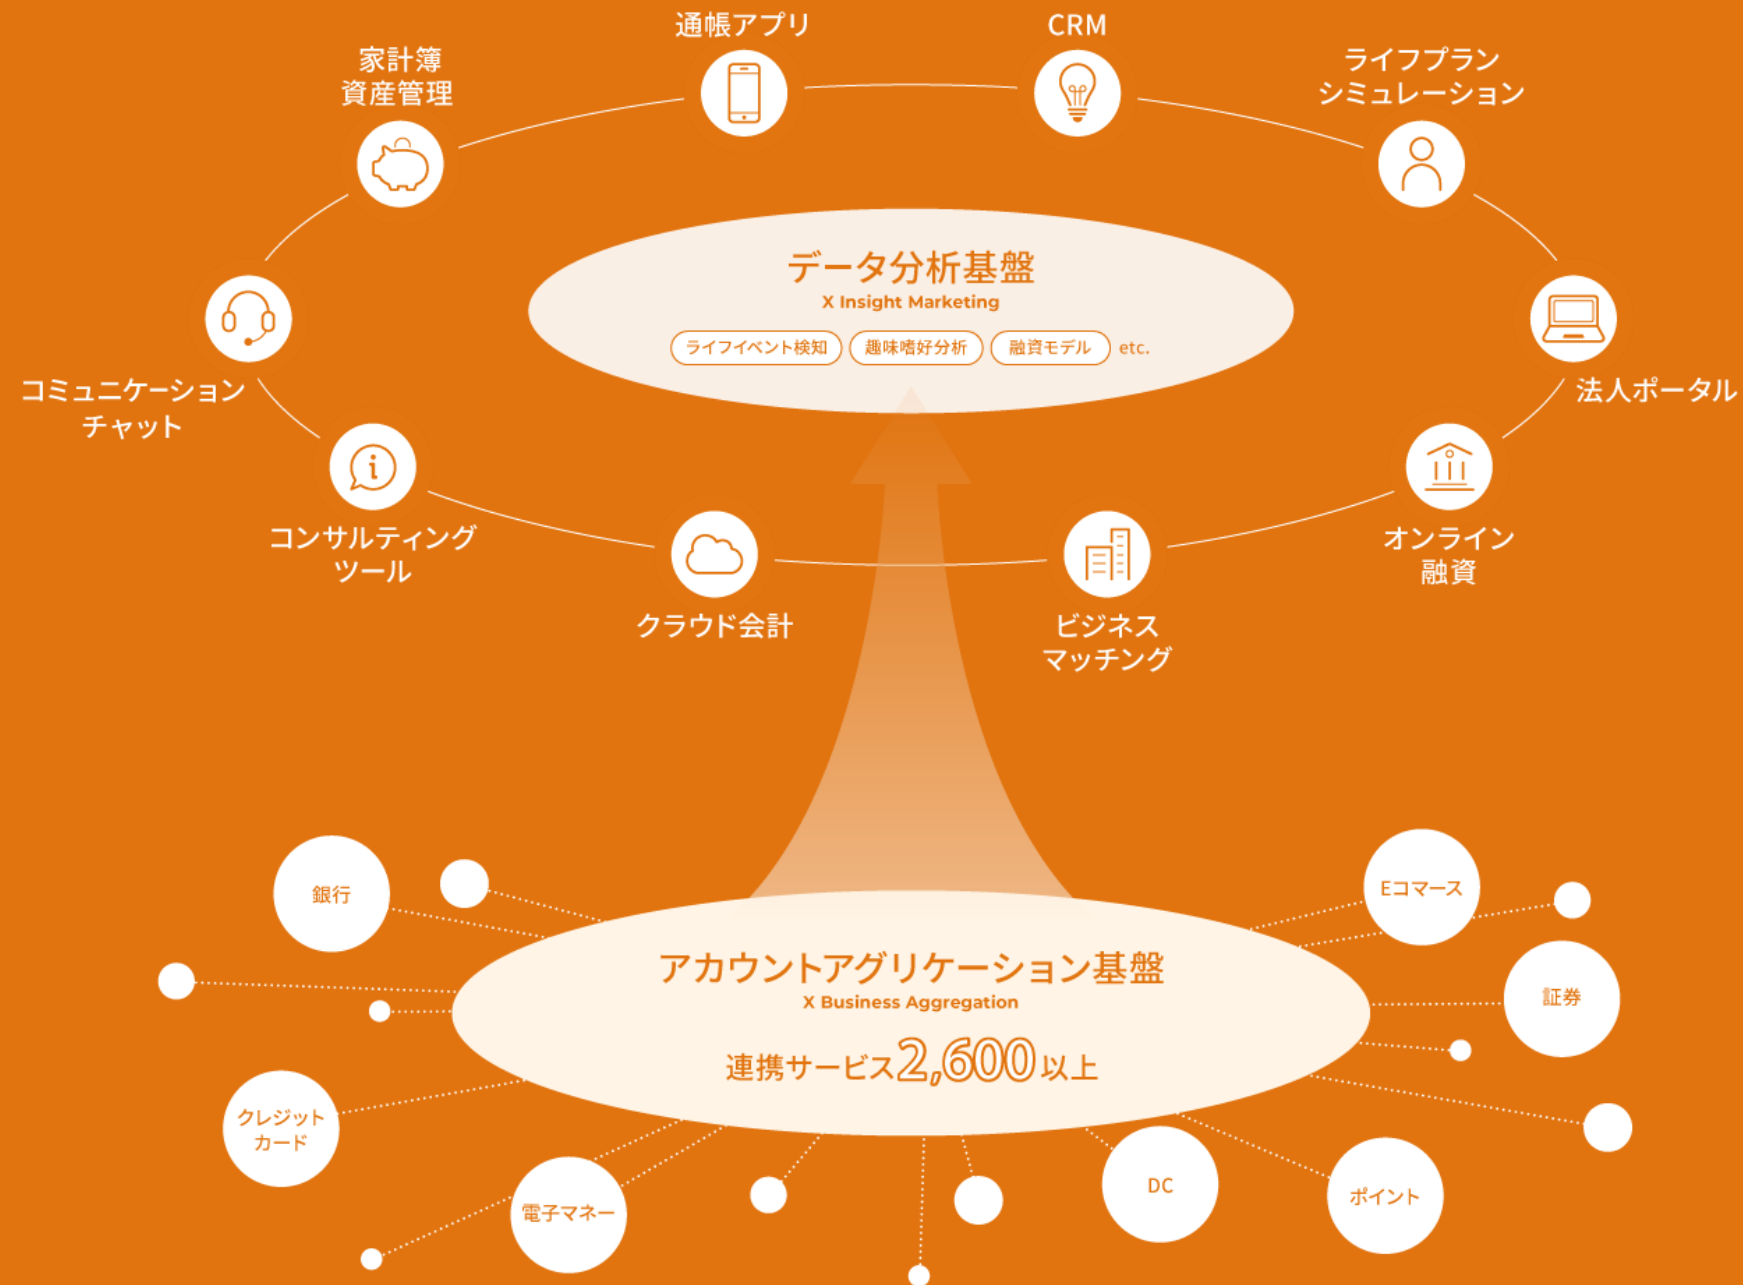 通帳アプリ
CRM
家計簿
資産管理
ライフプラン
シミュレーション
データ分析基盤
X Insight Marketing
ライフイベント検知
趣味嗜好分析
融資モデル
etc.
コミュニケーション
チャット
法人ポータル
コンサルティング
ツール
オンライン
融資
クラウド会計
ビジネス
マッチング
銀行
Eコマース
アカウントアグリケーション基盤
X Business Aggregation
連携サービス2,600以上
証券
クレジット
カード
電子マネー
DC
ポイント